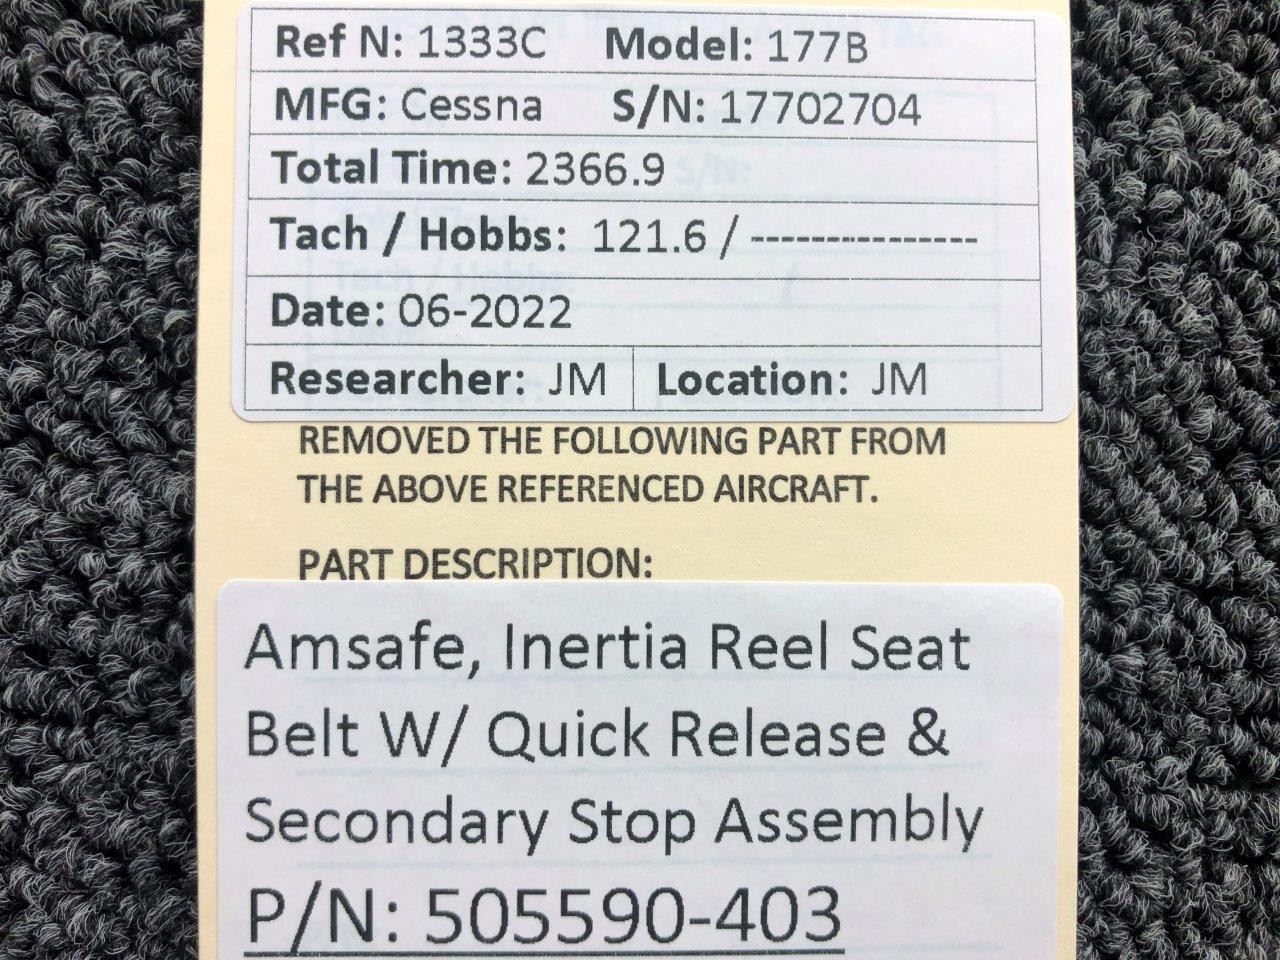 Ref N: 1333C Model: 177B
MFG: Cessna S/N: 17702704
Total Time: 2366.9
Tach / Hobbs: 121.6 / ---------------
Date: 06-2022
Researcher: JM Location: JM
REMOVED THE FOLLOWING PART FROM
THE ABOVE REFERENCED AIRCRAFT.
PART DESCRIPTION:
Amsafe, Inertia Reel Seat
Belt W/ Quick Release &
Secondary Stop Assembly
P/N: 505590-403